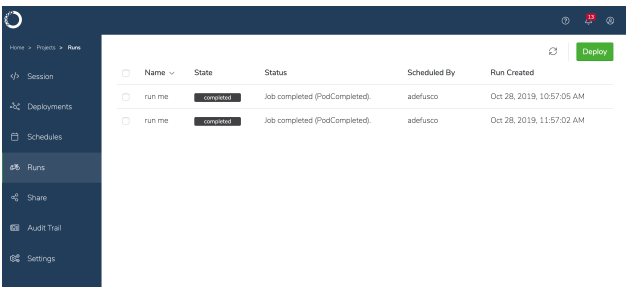 13
Home > Projects > Runs
Deploy
</> Session
Name State Status Scheduled By Run Created
run me completed Job completed (PodCompleted). adefusco Oct 28, 2019, 10:57:05 AM
Deployments
run me completed Job completed (PodCompleted). adefusco Oct 28, 2019, 11:57:02 AM
Schedules
Runs
Share
Audit Trail
Settings